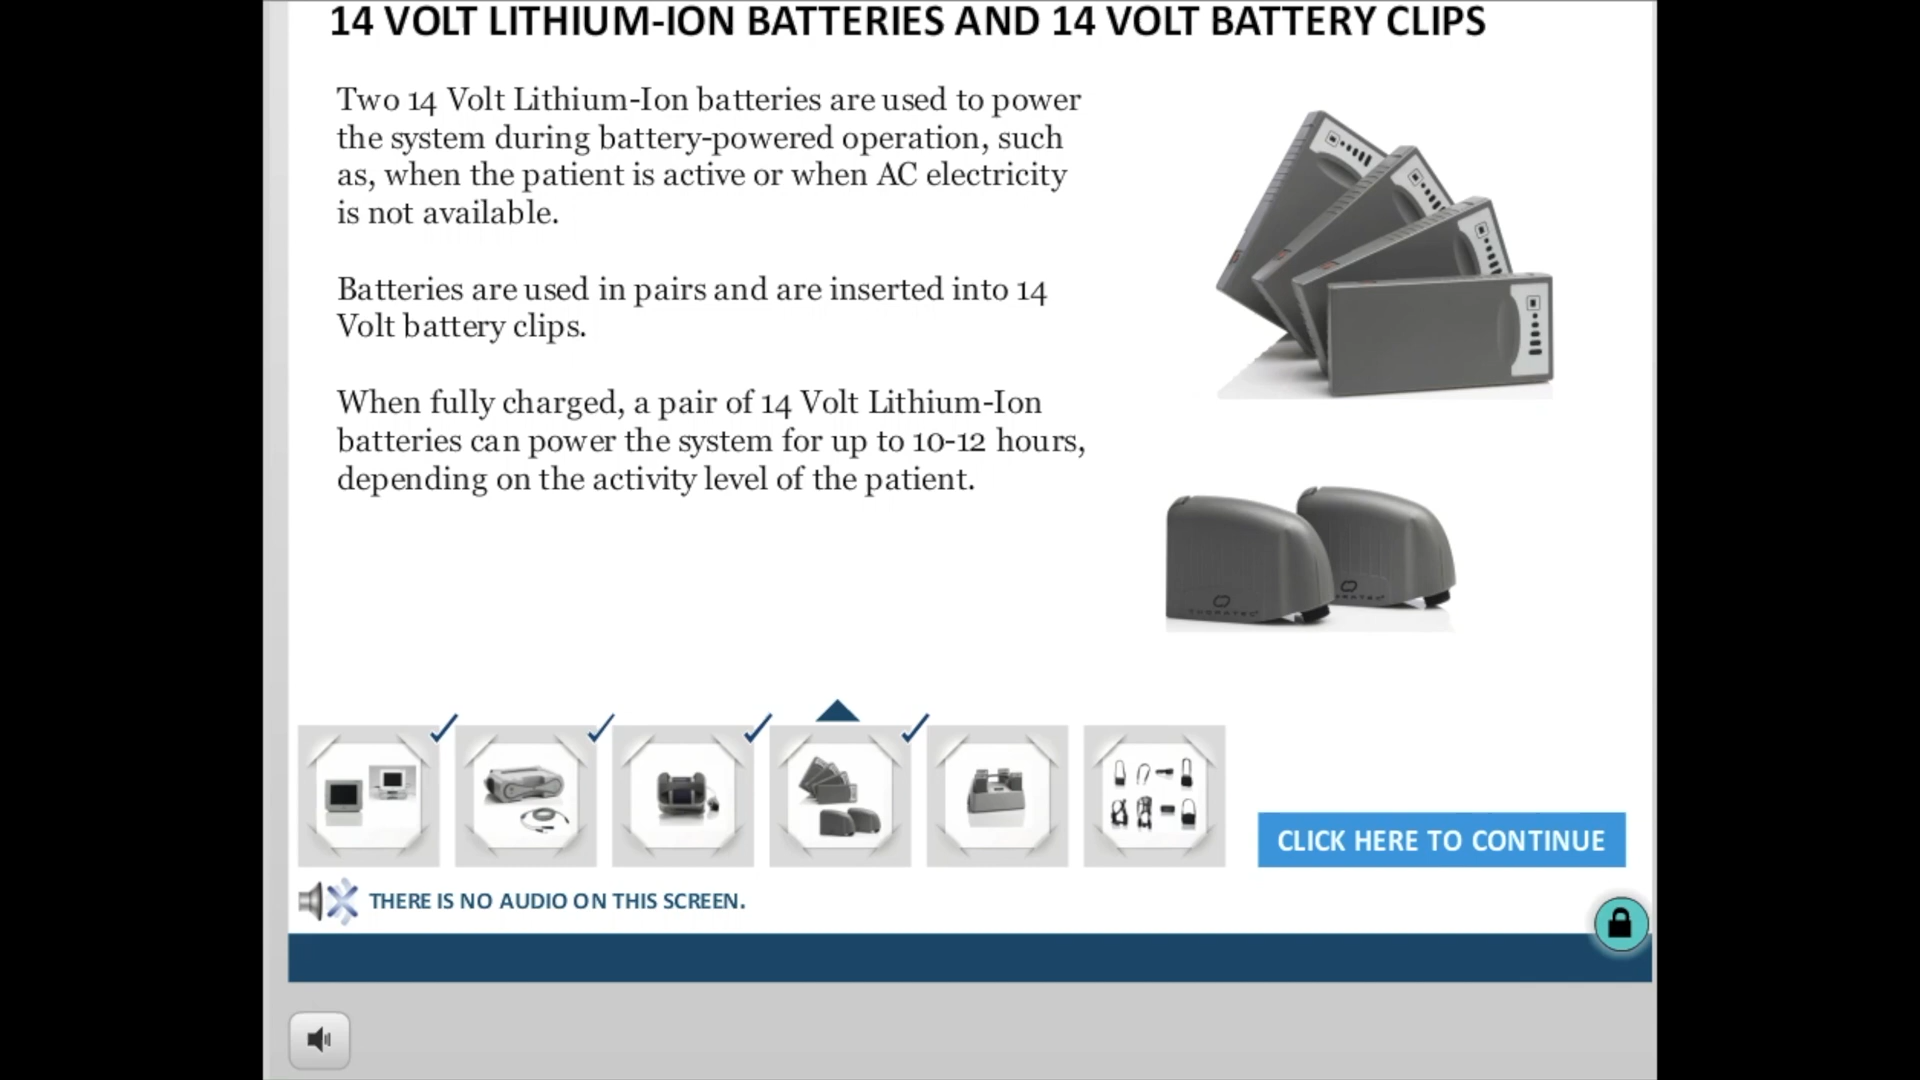 14 VOLT LITHIUM-ION BATTERIES AND 14 VOLT BATTERY CLIPS
Two 14 Volt Lithium-Ion batteries are used to power
the system during battery-powered operation, such
as, when the patient is active or when AC electricity
is not available.
Batteries are used in pairs and are inserted into 14
Volt battery clips.
When fully charged, a pair of 14 Volt Lithium-Ion
batteries can power the system for up to 10-12 hours,
depending on the activity level of the patient.
THORATEC
CLICK HERE TO CONTINUE
THERE IS NO AUDIO ON THIS SCREEN.